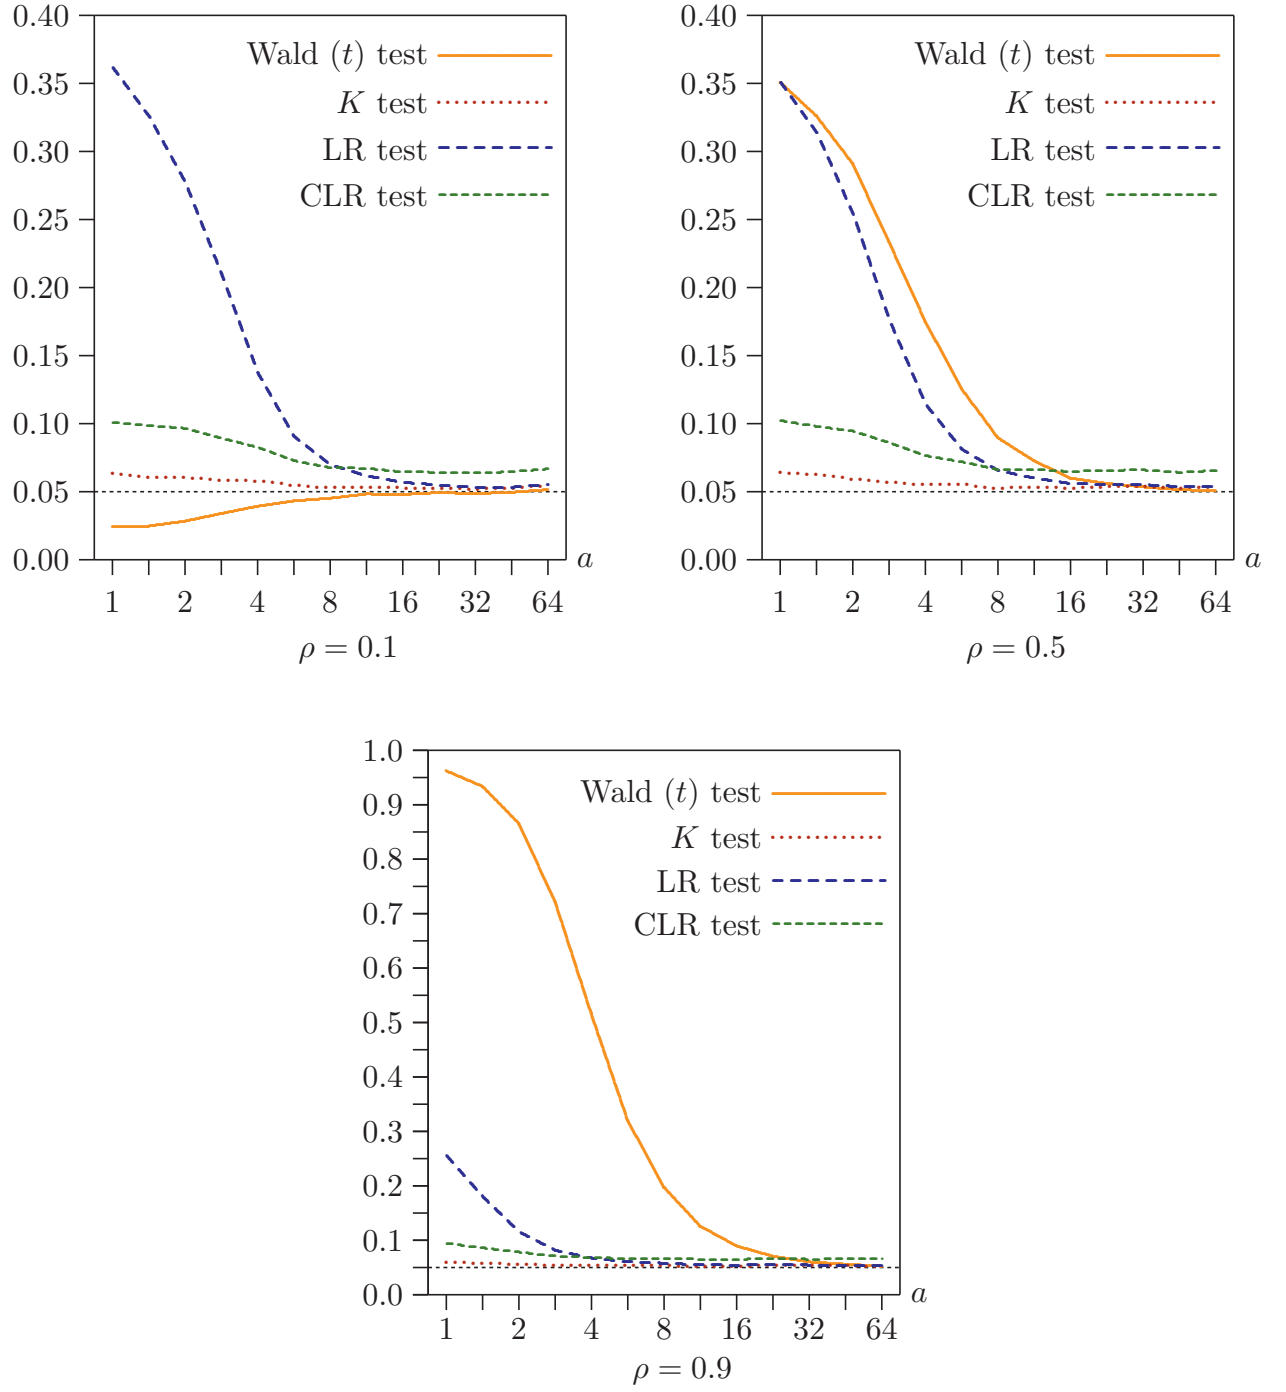 0.40
0.35
0.30
0.25
0.20
0.15
0.10
0.05
0.00
Wald (t) test
K test
LR test
CLR test
1 2 4 8 16 32 64
a
ρ = 0.1
0.40
0.35
0.30
0.25
0.20
0.15
0.10
0.05
0.00
Wald (t) test
K test
LR test
CLR test
1 2 4 8 16 32 64
a
ρ = 0.5
1.0
0.9
0.8
0.7
0.6
0.5
0.4
0.3
0.2
0.1
0.0
Wald (t) test
K test
LR test
CLR test
1 2 4 8 16 32 64
a
ρ = 0.9